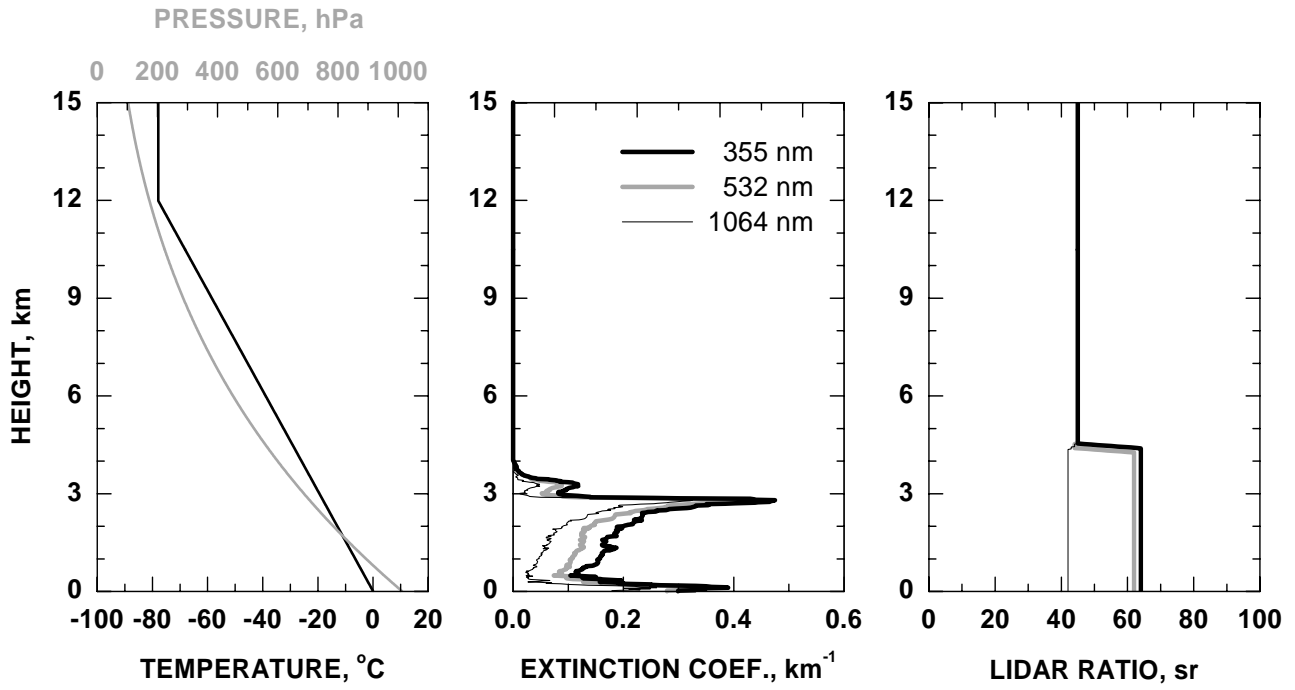 PRESSURE, hPa
0 200 400 600 800 1000
15 15 15
355 nm
532 nm
12 12 1064 nm 12
9 9 9
HEIGHT, km
6 6 6
3 3 3
0 0 0
-100 -80 -60 -40 -20 0 20 0.0 0.2 0.4 0.6 0 20 40 60 80 100
TEMPERATURE, °C EXTINCTION COEF., km⁻¹ LIDAR RATIO, sr